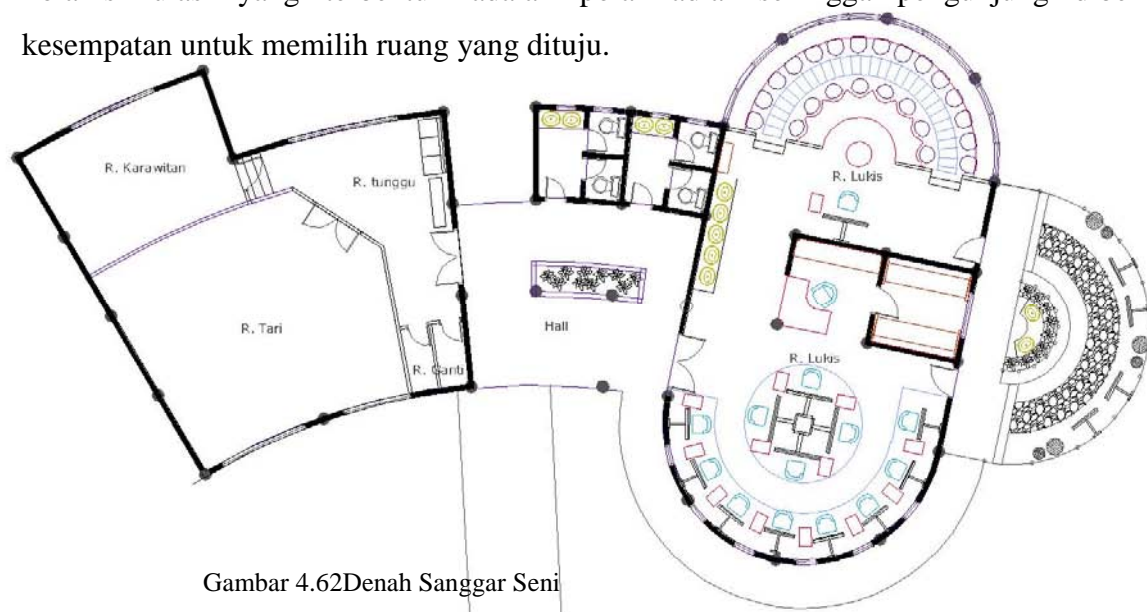 kesempatan untuk memilih ruang yang dituju.
R. Karawitan
R. tunggu
R. Lukis
R. Tari
Hall
R. Lukis
R. Ganti
Gambar 4.62Denah Sanggar Seni